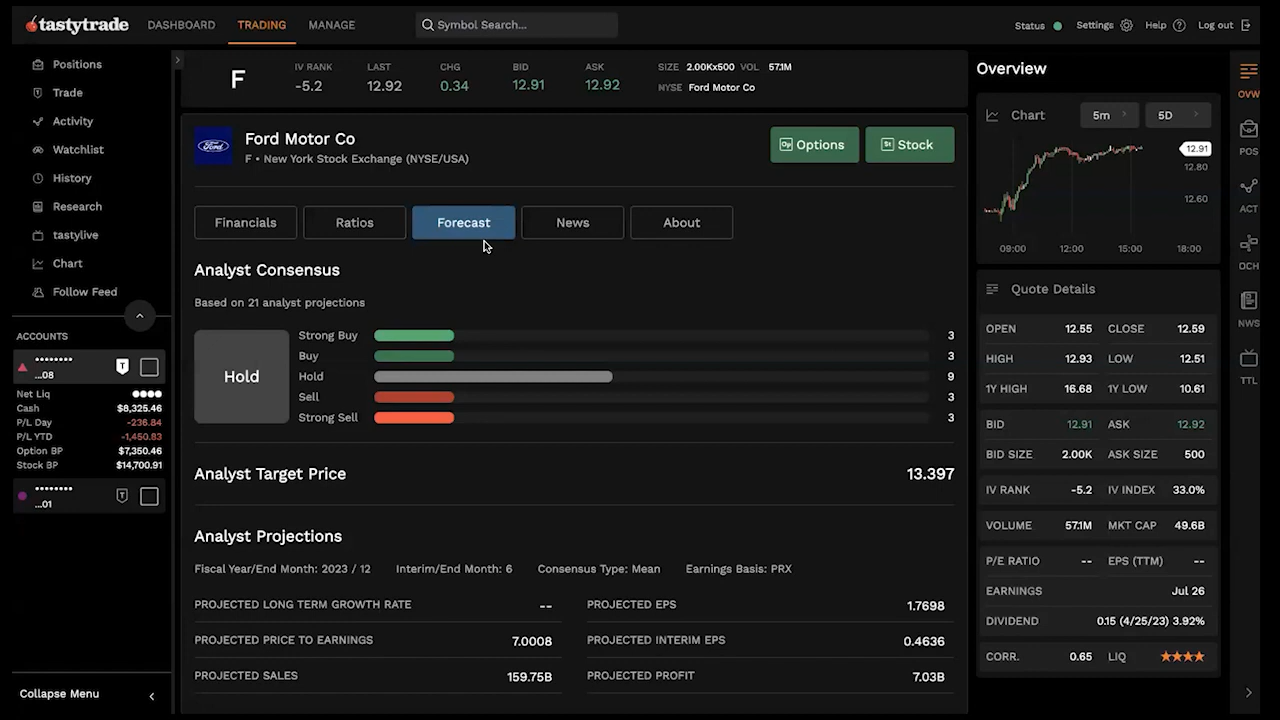 tastytrade DASHBOARD TRADING MANAGE Symbol Search... Status Settings Help Log out
Positions
Trade
Activity
Watchlist
History
Research
tastylive
Chart
Follow Feed
ACCOUNTS
...08
Net Liq
Cash $8,325.46
P/L Day -236.84
P/L YTD -1,450.83
Option BP $7,350.46
Stock BP $14,700.91
...01
Collapse Menu
F
IV RANK LAST CHG BID ASK
-5.2 12.92 0.34 12.91 12.92
SIZE 2.00Kx500 VOL 57.1M
NYSE Ford Motor Co
Ford
Ford Motor Co
F • New York Stock Exchange (NYSE/USA)
Op Options St Stock
Financials Ratios Forecast News About
Analyst Consensus
Based on 21 analyst projections
Hold
Strong Buy 3
Buy 3
Hold 9
Sell 3
Strong Sell 3
Analyst Target Price 13.397
Analyst Projections
Fiscal Year/End Month: 2023 / 12 Interim/End Month: 6 Consensus Type: Mean Earnings Basis: PRX
PROJECTED LONG TERM GROWTH RATE -- PROJECTED EPS 1.7698
PROJECTED PRICE TO EARNINGS 7.0008 PROJECTED INTERIM EPS 0.4636
PROJECTED SALES 159.75B PROJECTED PROFIT 7.03B
Overview
Chart 5m 5D
12.91
12.80
12.60
09:00 12:00 15:00 18:00
Quote Details
OPEN 12.55 CLOSE 12.59
HIGH 12.93 LOW 12.51
1Y HIGH 16.68 1Y LOW 10.61
BID 12.91 ASK 12.92
BID SIZE 2.00K ASK SIZE 500
IV RANK -5.2 IV INDEX 33.0%
VOLUME 57.1M MKT CAP 49.6B
P/E RATIO -- EPS (TTM) --
EARNINGS Jul 26
DIVIDEND 0.15 (4/25/23) 3.92%
CORR. 0.65 LIQ
OVW
POS
ACT
OCH
NWS
TTL